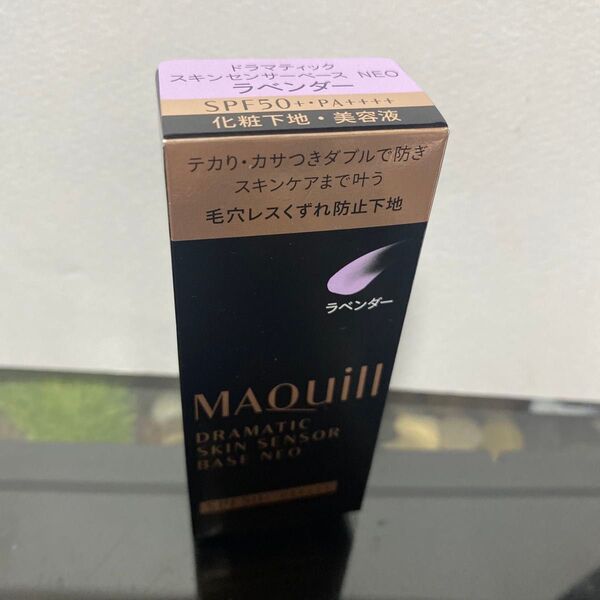 ドラマティック
スキンセンサーベース NEO
ラベンダー
SPF50+・PA++++
化粧下地・美容液
テカリ・カサつきダブルで防ぎ
スキンケアまで叶う
毛穴レスくずれ防止下地
ラベンダー
MAQuill
DRAMATIC
SKIN SENSOR
BASE NEO